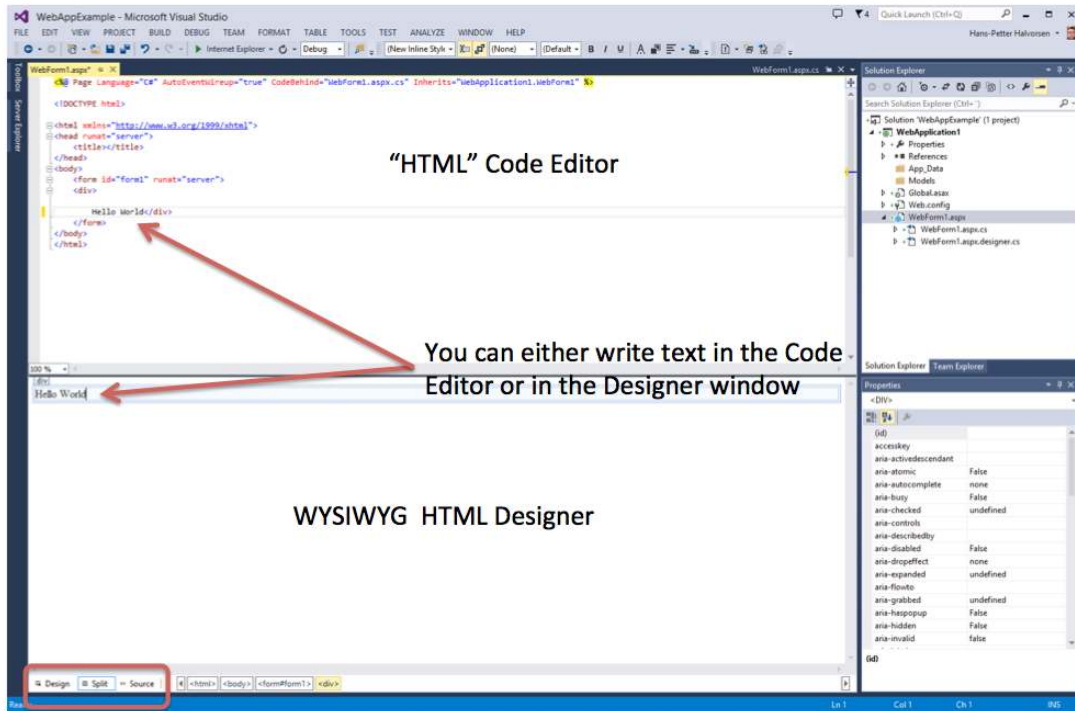 WebAppExample - Microsoft Visual Studio
4
Quick Launch (Ctrl+Q)
FILE EDIT VIEW PROJECT BUILD DEBUG TEAM FORMAT TABLE TOOLS TEST ANALYZE WINDOW HELP
Hans-Petter Halvorsen
Internet Explorer Debug (New Inline Style (None) (Default B I U A
Toolbox
Server Explorer
WebForm1.aspx*
WebForm1.aspx.cs
<%@ Page Language="C#" AutoEventWireup="true" CodeBehind="WebForm1.aspx.cs" Inherits="WebApplication1.WebForm1" %>
<!DOCTYPE html>
<html xmlns="http://www.w3.org/1999/xhtml">
<head runat="server">
<title></title>
</head>
<body>
<form id="form1" runat="server">
<div>
Hello World</div>
</form>
</body>
</html>
“HTML” Code Editor
You can either write text in the Code
Editor or in the Designer window
100 %
div
Hello World
WYSIWYG HTML Designer
Design Split Source
<html> <body> <form#form1> <div>
Solution Explorer
Search Solution Explorer (Ctrl+¨)
Solution 'WebAppExample' (1 project)
WebApplication1
Properties
References
App_Data
Models
Global.asax
Web.config
WebForm1.aspx
WebForm1.aspx.cs
WebForm1.aspx.designer.cs
Solution Explorer Team Explorer
Properties
<DIV>
(id)
accesskey
aria-activedescendant
aria-atomic False
aria-autocomplete none
aria-busy False
aria-checked undefined
aria-controls
aria-describedby
aria-disabled False
aria-dropeffect none
aria-expanded undefined
aria-flowto
aria-grabbed undefined
aria-haspopup False
aria-hidden False
aria-invalid false
(id)
Ln 1 Col 1 Ch 1 INS